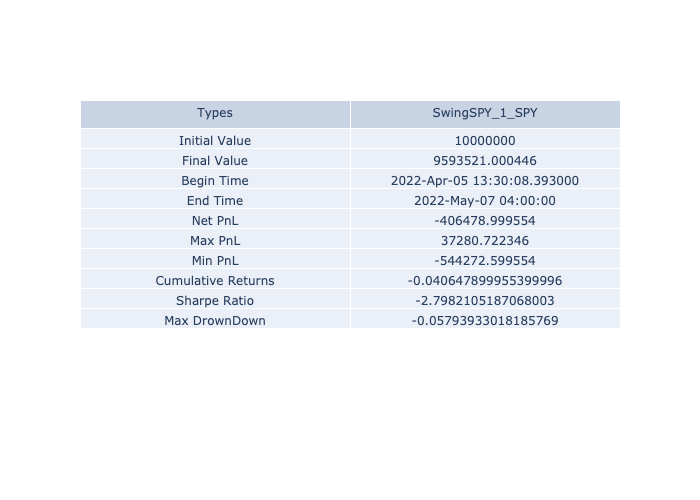 Types SwingSPY_1_SPY
Initial Value 10000000
Final Value 9593521.000446
Begin Time 2022-Apr-05 13:30:08.393000
End Time 2022-May-07 04:00:00
Net PnL -406478.999554
Max PnL 37280.722346
Min PnL -544272.599554
Cumulative Returns -0.040647899955399996
Sharpe Ratio -2.7982105187068003
Max DrownDown -0.05793933018185769